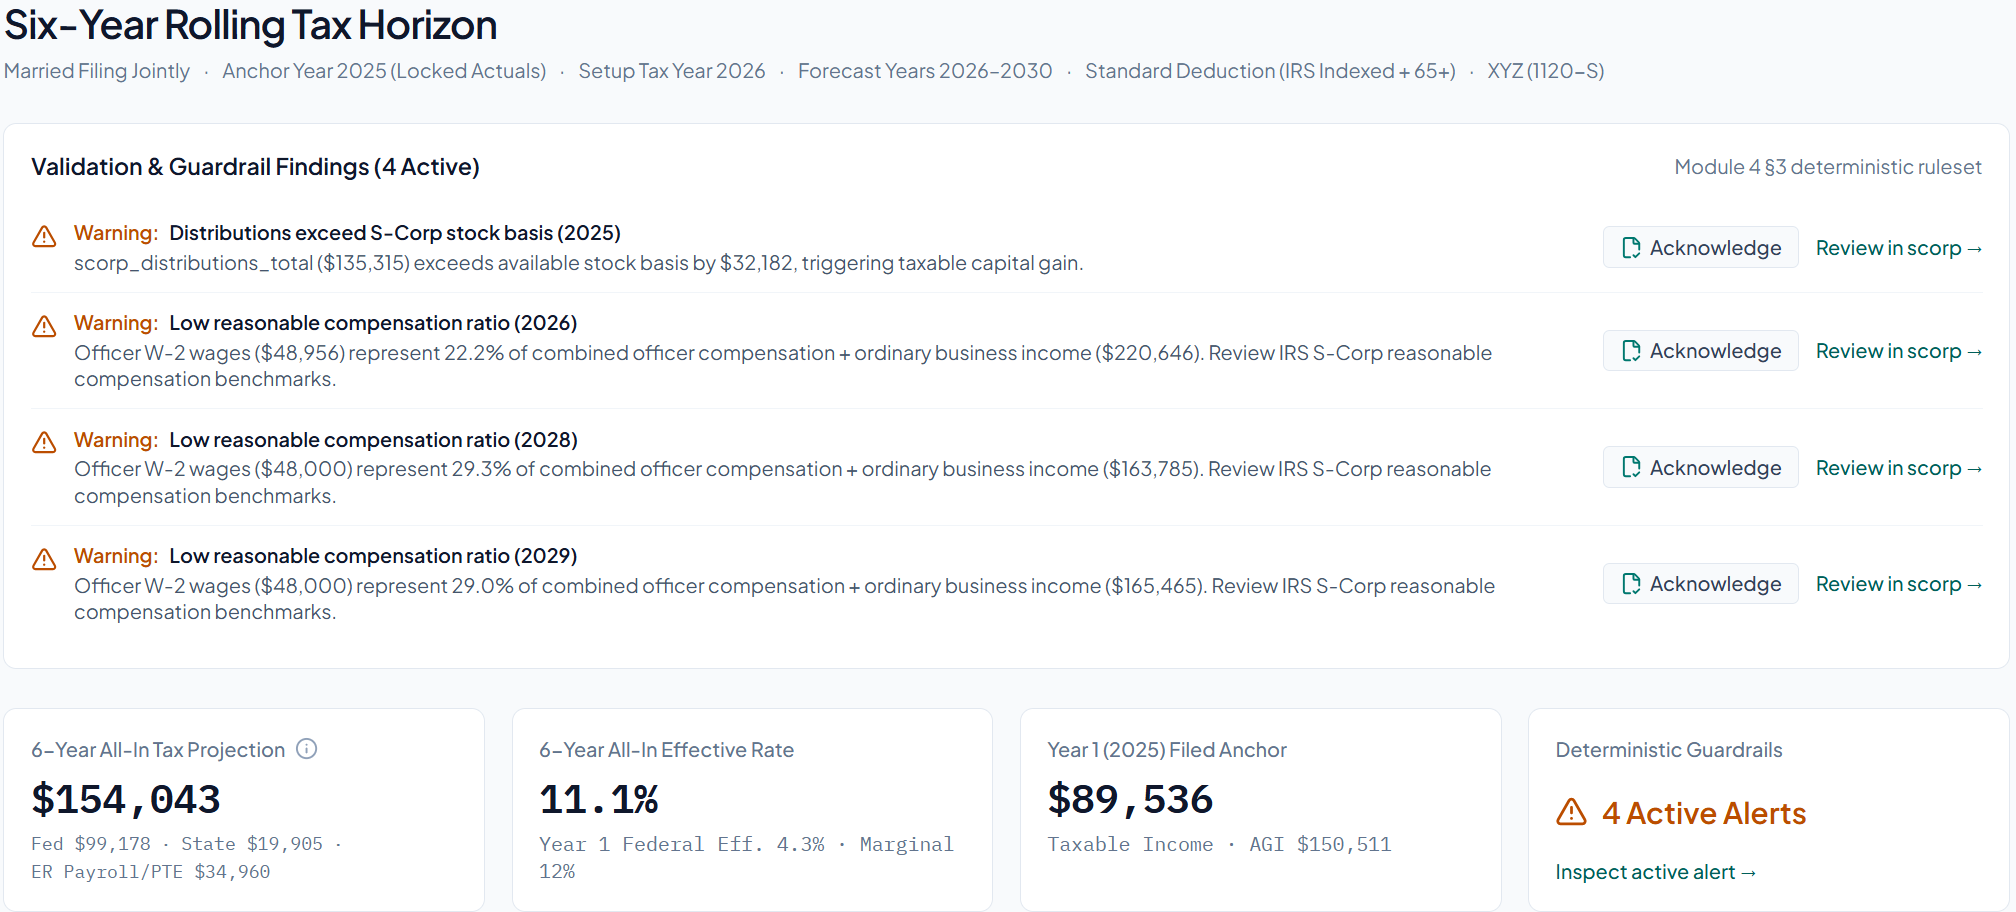 Six-Year Rolling Tax Horizon
Married Filing Jointly · Anchor Year 2025 (Locked Actuals) · Setup Tax Year 2026 · Forecast Years 2026–2030 · Standard Deduction (IRS Indexed + 65+) · XYZ (1120-S)
Validation & Guardrail Findings (4 Active)
Module 4 §3 deterministic ruleset
Warning: Distributions exceed S-Corp stock basis (2025)
scorp_distributions_total ($135,315) exceeds available stock basis by $32,182, triggering taxable capital gain.
Acknowledge
Review in scorp →
Warning: Low reasonable compensation ratio (2026)
Officer W-2 wages ($48,956) represent 22.2% of combined officer compensation + ordinary business income ($220,646). Review IRS S-Corp reasonable
compensation benchmarks.
Acknowledge
Review in scorp →
Warning: Low reasonable compensation ratio (2028)
Officer W-2 wages ($48,000) represent 29.3% of combined officer compensation + ordinary business income ($163,785). Review IRS S-Corp reasonable
compensation benchmarks.
Acknowledge
Review in scorp →
Warning: Low reasonable compensation ratio (2029)
Officer W-2 wages ($48,000) represent 29.0% of combined officer compensation + ordinary business income ($165,465). Review IRS S-Corp reasonable
compensation benchmarks.
Acknowledge
Review in scorp →
6-Year All-In Tax Projection
$154,043
Fed $99,178 · State $19,905 ·
ER Payroll/PTE $34,960
6-Year All-In Effective Rate
11.1%
Year 1 Federal Eff. 4.3% · Marginal
12%
Year 1 (2025) Filed Anchor
$89,536
Taxable Income · AGI $150,511
Deterministic Guardrails
4 Active Alerts
Inspect active alert →